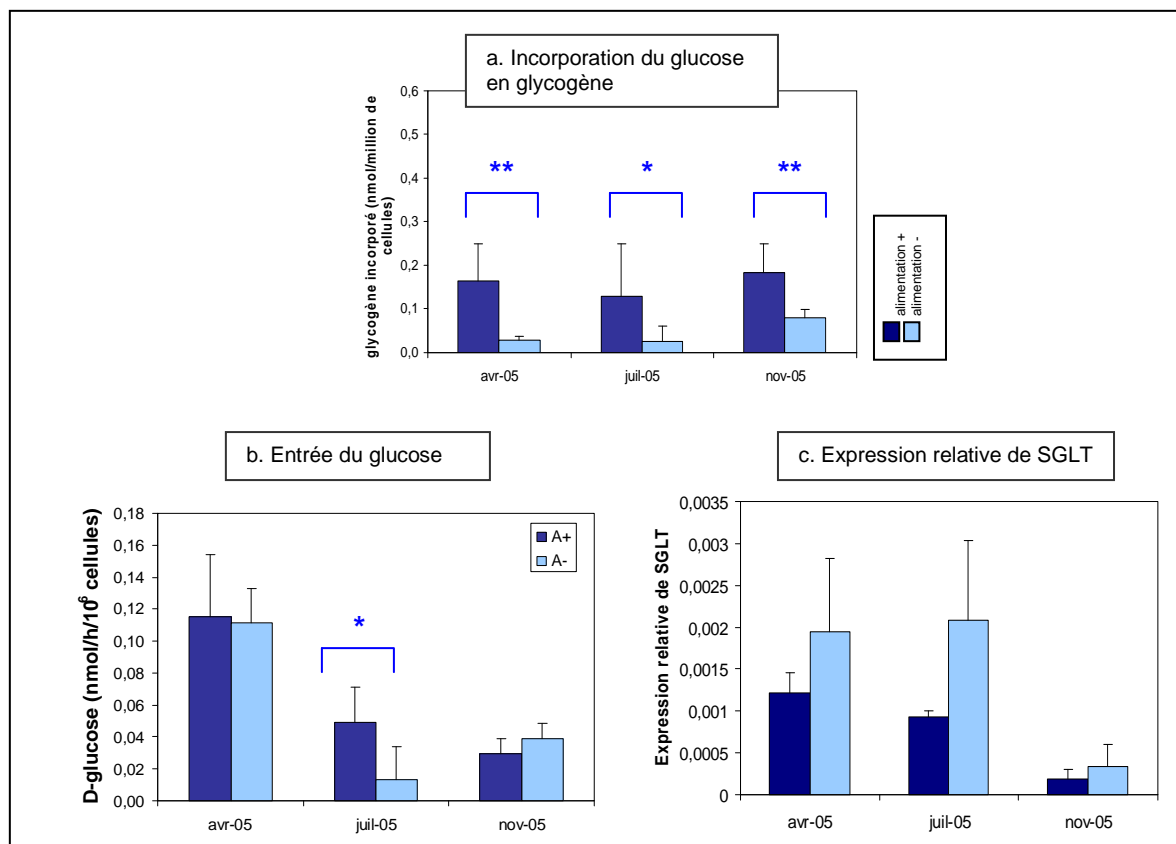 a. Incorporation du glucose
en glycogène
glycogène incorporé (nmol/million de
cellules)
0,6
0,5
0,4
0,3
0,2
0,1
0,0
**
*
**
avr-05
juil-05
nov-05
alimentation +
alimentation -
b. Entrée du glucose
D-glucose (nmol/h/10⁶ cellules)
0,18
0,16
0,14
0,12
0,10
0,08
0,06
0,04
0,02
0,00
*
A+
A-
avr-05
juil-05
nov-05
c. Expression relative de SGLT
Expression relative de SGLT
0,0035
0,003
0,0025
0,002
0,0015
0,001
0,0005
0
avr-05
juil-05
nov-05